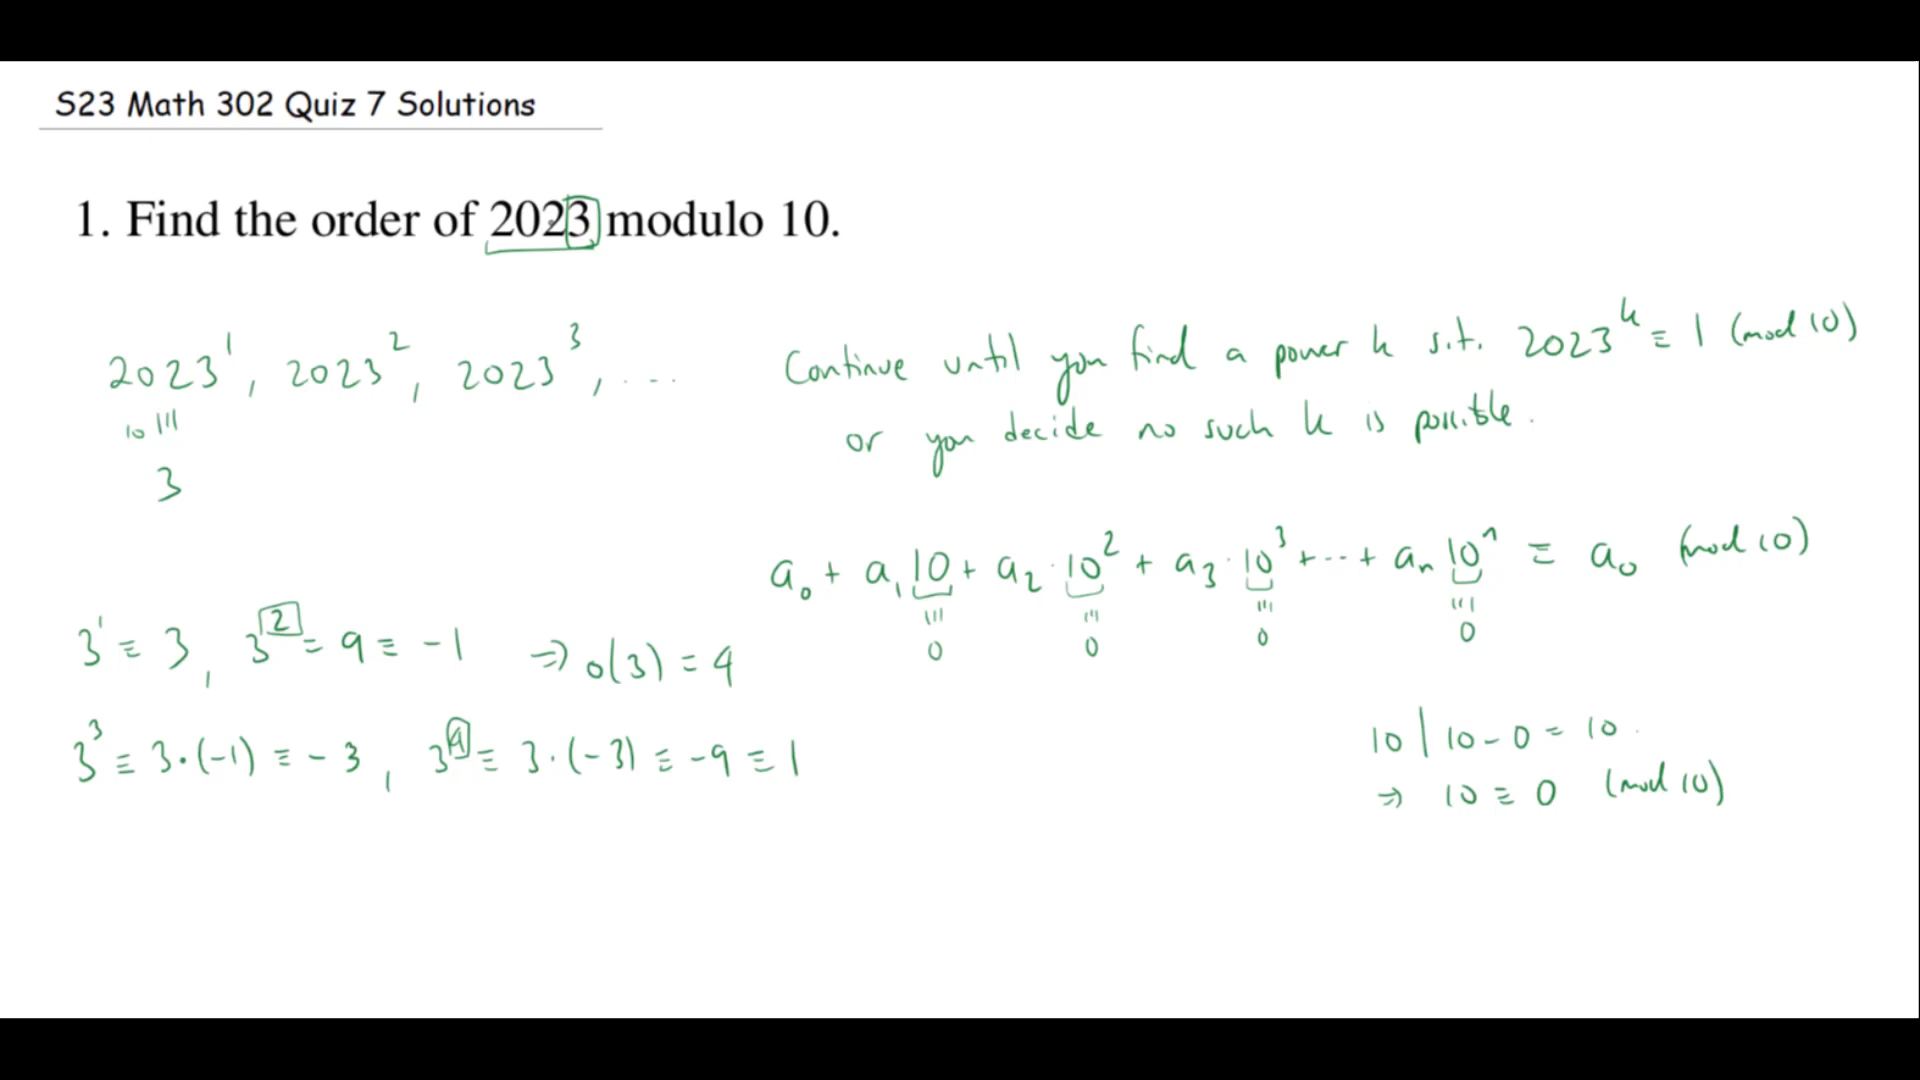 S23 Math 302 Quiz 7 Solutions
1. Find the order of 2023 modulo 10.
2023¹, 2023², 2023³, ...
10 |||
3
Continue until you find a power k s.t. 2023ᵏ ≡ 1 (mod 10)
or you decide no such k is possible.
a₀ + a₁10 + a₂·10² + a₃·10³ + ··· + aₙ10ⁿ ≡ a₀ (mod 10)
||| ||| ||| |||
0 0 0 0
3¹ ≡ 3, 3² = 9 ≡ -1 ⇒ o(3) = 4
3³ ≡ 3·(-1) ≡ -3, 3⁴ ≡ 3·(-3) ≡ -9 ≡ 1
10 | 10 - 0 = 10.
⇒ 10 ≡ 0 (mod 10)